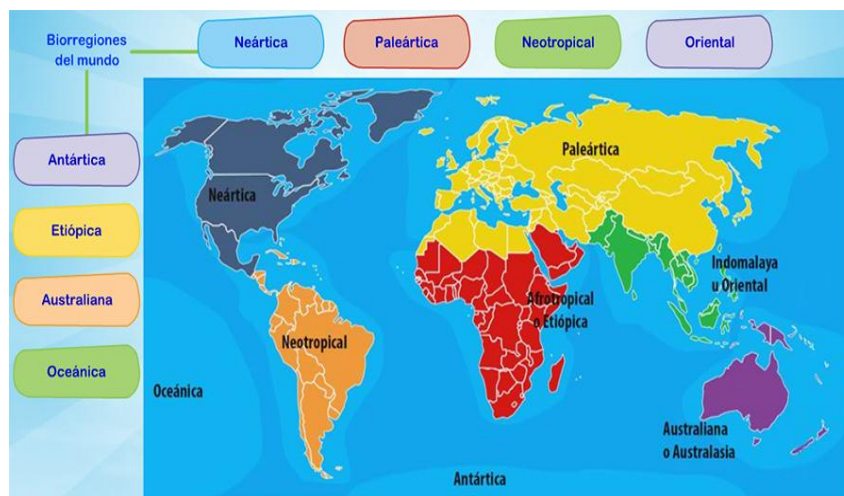 Biorregiones
del mundo
Neártica
Paleártica
Neotropical
Oriental
Antártica
Etiópica
Australiana
Oceánica
Paleártica
Neártica
Indomalaya
u Oriental
Afrotropical
o Etiópica
Neotropical
Oceánica
Australiana
o Australasia
Antártica